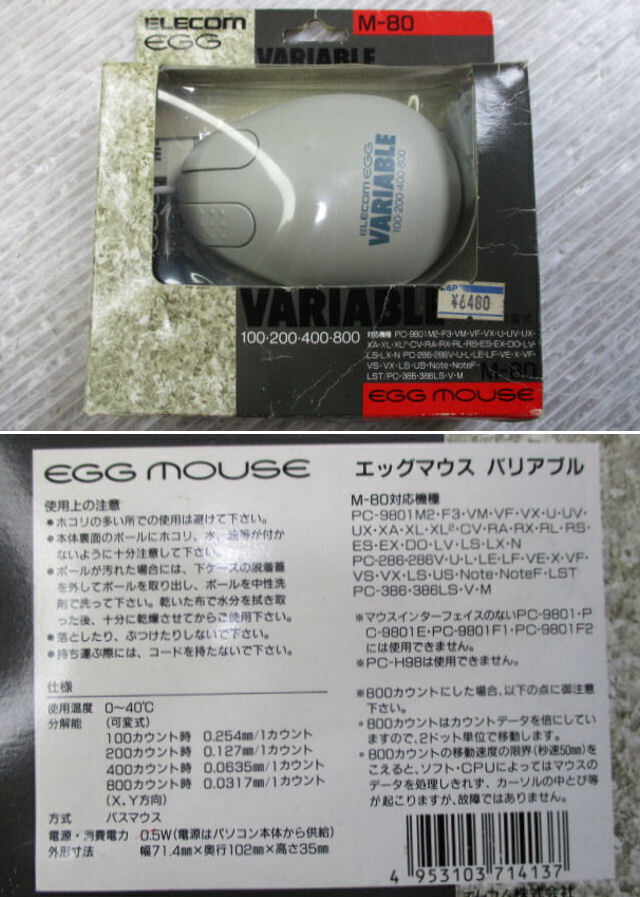 ELECOM
EGG
M-80
VARIABLE
ELECOM EGG
VARIABLE
100・200・400・800
¥6480
VARIABLE
100・200・400・800
対応機種 PC-9801M2・F3・VM・VF・VX・U・UV・UX・
XA・XL・XL²・CV・RA・RX・RL・RS・ES・EX・DO・LV・
LS・LX・N PC-286・286V・U・L・LE・LF・VE・X・VF・
VS・VX・LS・US・Note・NoteF・
LST/PC-386・386LS・V・M
M-80
EGG MOUSE
EGG MOUSE
使用上の注意
●ホコリの多い所での使用は避けて下さい。
●本体裏面のボールにホコリ、水、油等が付か
ないように十分注意して下さい。
●ボールが汚れた場合には、下ケースの脱着蓋
を外してボールを取り出し、ボールを中性洗
剤で洗って下さい。乾いた布で水分を拭き取
った後、十分に乾燥させてからご使用下さい。
●落としたり、ぶつけたりしないで下さい。
●持ち運ぶ際には、コードを持たないで下さい。
仕様
使用温度 0〜40℃
分解能 (可変式)
100カウント時 0.254㎜/1カウント
200カウント時 0.127㎜/1カウント
400カウント時 0.0635㎜/1カウント
800カウント時 0.0317㎜/1カウント
(X、Y方向)
方式 バスマウス
電源・消費電力 0.5W(電源はパソコン本体から供給)
外形寸法 幅71.4㎜×奥行102㎜×高さ35㎜
エッグマウス バリアブル
M-80対応機種
PC-9801M2・F3・VM・VF・VX・U・UV・
UX・XA・XL・XL²・CV・RA・RX・RL・RS・
ES・EX・DO・LV・LS・LX・N
PC-286・286V・U・L・LE・LF・VE・X・VF・
VS・VX・LS・US・Note・NoteF・LST
PC-386・386LS・V・M
※マウスインターフェイスのないPC-9801・P
C-9801E・PC-9801F1・PC-9801F2
には使用できません。
※PC-H98は使用できません。
※800カウントにした場合、以下の点に御注意
下さい。
●800カウントはカウントデータを倍にしてい
ますので、2ドット単位で移動します。
●800カウントの移動速度の限界(秒速50㎜)を
こえると、ソフト・CPUによってはマウスの
データを処理しきれず、カーソルの中とび等
が起こりますが、故障ではありません。
4 953103 714137